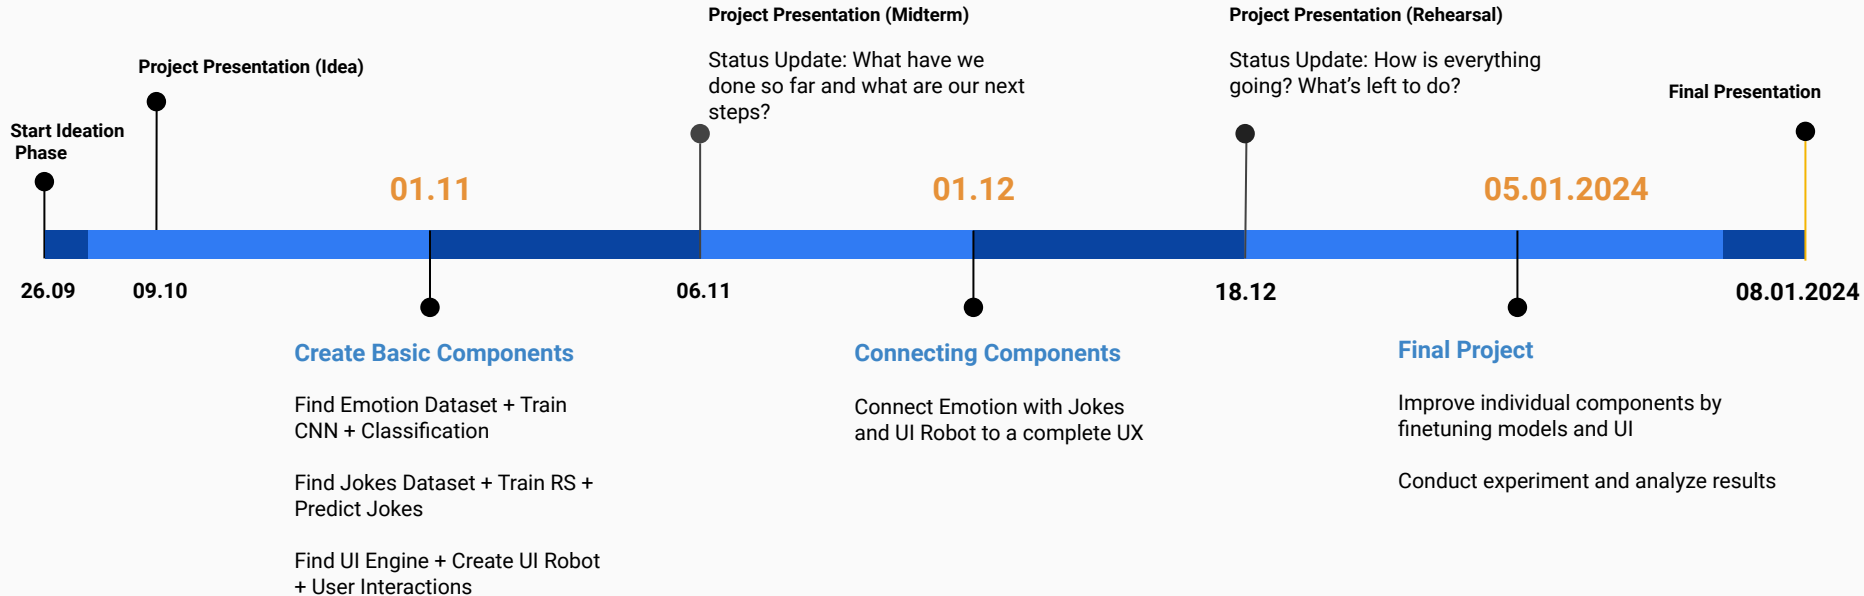 Project Presentation (Midterm)
Project Presentation (Rehearsal)
Status Update: What have we
done so far and what are our next
steps?
Status Update: How is everything
going? What's left to do?
Project Presentation (Idea)
Final Presentation
Start Ideation
Phase
01.11
01.12
05.01.2024
26.09
09.10
06.11
18.12
08.01.2024
Create Basic Components
Find Emotion Dataset + Train
CNN + Classification
Find Jokes Dataset + Train RS +
Predict Jokes
Find UI Engine + Create UI Robot
+ User Interactions
Connecting Components
Connect Emotion with Jokes
and UI Robot to a complete UX
Final Project
Improve individual components by
finetuning models and UI
Conduct experiment and analyze results